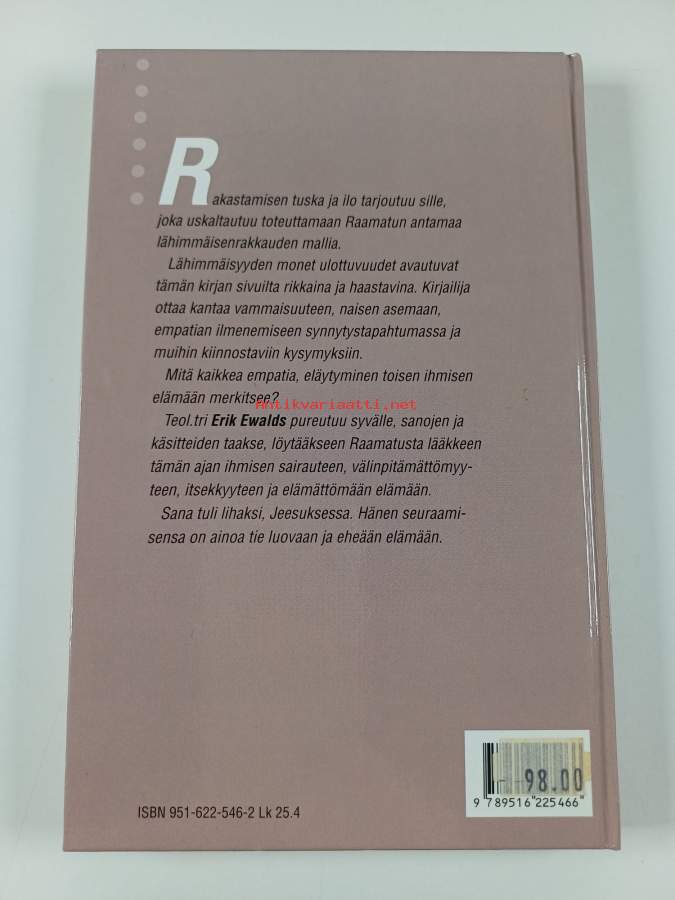 Rakastamisen tuska ja ilo tarjoutuu sille,
joka uskaltautuu toteuttamaan Raamatun antamaa
lähimmäisenrakkauden mallia.
Lähimmäisyyden monet ulottuvuudet avautuvat
tämän kirjan sivuilta rikkaina ja haastavina. Kirjailija
ottaa kantaa vammaisuuteen, naisen asemaan,
empatian ilmenemiseen synnytystapahtumassa ja
muihin kiinnostaviin kysymyksiin.
Mitä kaikkea empatia, eläytyminen toisen ihmisen
elämään merkitsee?
Antikvariaatti.net
Teol.tri Erik Ewalds pureutuu syvälle, sanojen ja
käsitteiden taakse, löytääkseen Raamatusta lääkkeen
tämän ajan ihmisen sairauteen, välinpitämättömyy-
teen, itsekkyyteen ja elämättömään elämään.
Sana tuli lihaksi, Jeesuksessa. Hänen seuraami-
sensa on ainoa tie luovaan ja eheään elämään.
98.00
9 789516 225466
ISBN 951-622-546-2 Lk 25.4